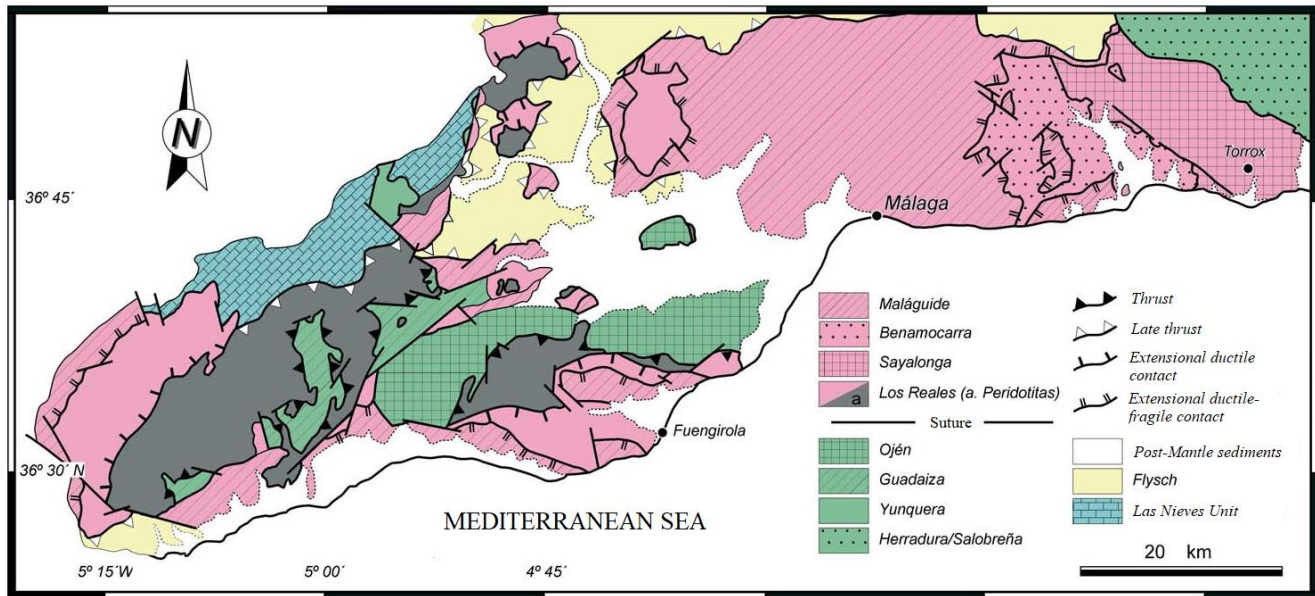 N
36º 45´
Torrox
Málaga
Fuengirola
36º 30´ N
MEDITERRANEAN SEA
5º 15´W
5º 00´
4º 45´
Maláguide
Benamocarra
Sayalonga
a
Los Reales (a. Peridotitas)
Suture
Ojén
Guadaiza
Yunquera
Herradura/Salobreña
Thrust
Late thrust
Extensional ductile
contact
Extensional ductile-
fragile contact
Post-Mantle sediments
Flysch
Las Nieves Unit
20 km